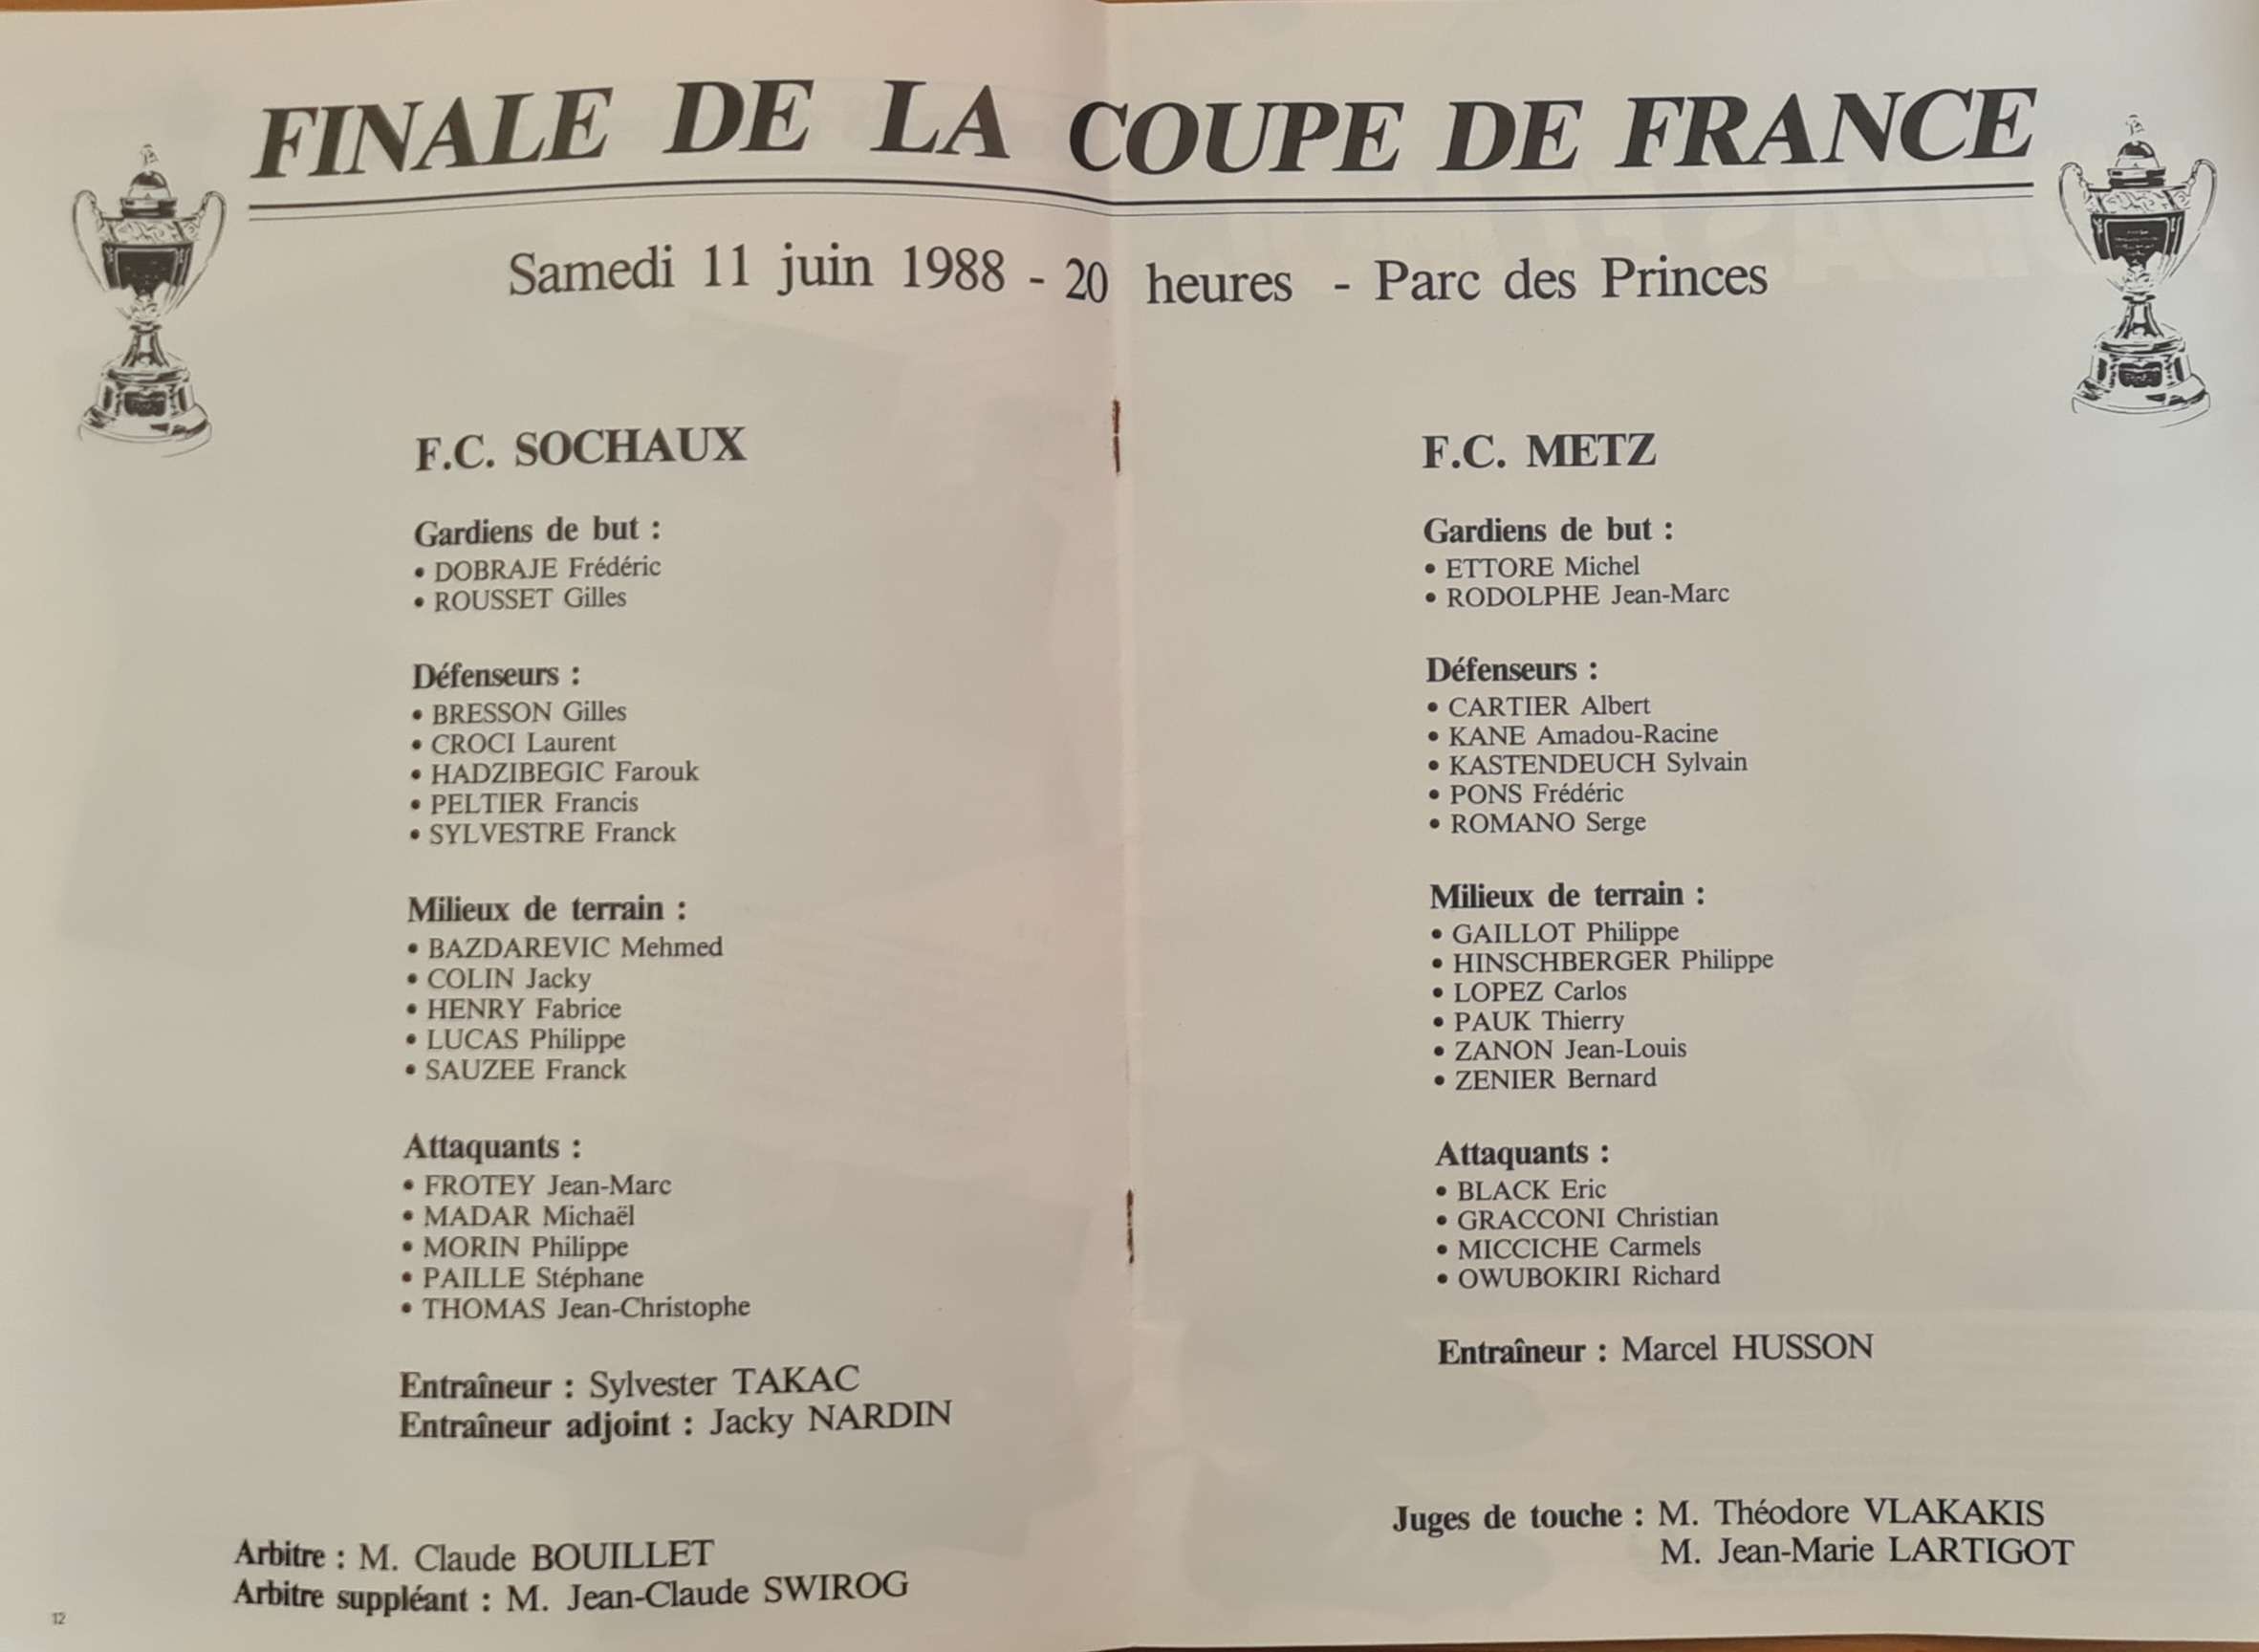 FINALE DE LA COUPE DE FRANCE
Samedi 11 juin 1988 - 20 heures - Parc des Princes
F.C. SOCHAUX
Gardiens de but :
• DOBRAJE Frédéric
• ROUSSET Gilles
Défenseurs :
• BRESSON Gilles
• CROCI Laurent
• HADZIBEGIC Farouk
• PELTIER Francis
• SYLVESTRE Franck
Milieux de terrain :
• BAZDAREVIC Mehmed
• COLIN Jacky
• HENRY Fabrice
• LUCAS Philippe
• SAUZEE Franck
Attaquants :
• FROTEY Jean-Marc
• MADAR Michaël
• MORIN Philippe
• PAILLE Stéphane
• THOMAS Jean-Christophe
Entraîneur : Sylvester TAKAC
Entraîneur adjoint : Jacky NARDIN
Arbitre : M. Claude BOUILLET
Arbitre suppléant : M. Jean-Claude SWIROG
12
F.C. METZ
Gardiens de but :
• ETTORE Michel
• RODOLPHE Jean-Marc
Défenseurs :
• CARTIER Albert
• KANE Amadou-Racine
• KASTENDEUCH Sylvain
• PONS Frédéric
• ROMANO Serge
Milieux de terrain :
• GAILLOT Philippe
• HINSCHBERGER Philippe
• LOPEZ Carlos
• PAUK Thierry
• ZANON Jean-Louis
• ZENIER Bernard
Attaquants :
• BLACK Eric
• GRACCONI Christian
• MICCICHE Carmels
• OWUBOKIRI Richard
Entraîneur : Marcel HUSSON
Juges de touche : M. Théodore VLAKAKIS
M. Jean-Marie LARTIGOT